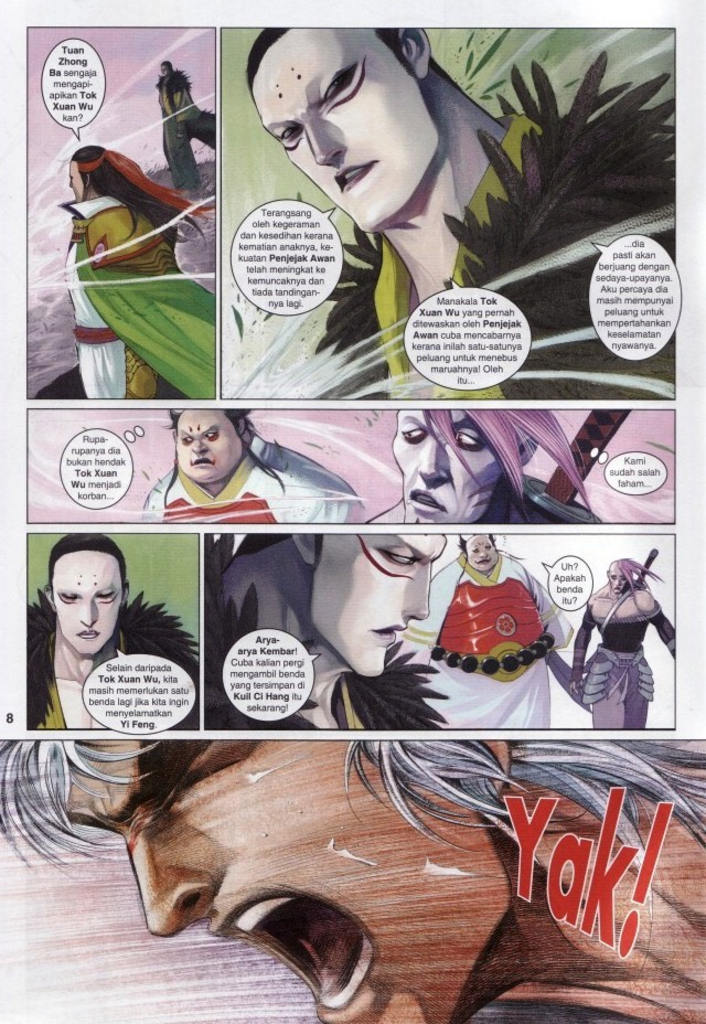 Tuan
Zhong
Ba sengaja
mengapi-
apikan Tok
Xuan Wu
kan?
Terangsang
oleh kegeraman
dan kesedihan kerana
kematian anaknya, ke-
kuatan Penjejak Awan
telah meningkat ke
kemuncaknya dan
tiada tandingan-
nya lagi.
Manakala Tok
Xuan Wu yang pernah
ditewaskan oleh Penjejak
Awan cuba mencabarnya
kerana inilah satu-satunya
peluang untuk menebus
maruahnya! Oleh
itu...
...dia
pasti akan
berjuang dengan
sedaya-upayanya.
Aku percaya dia
masih mempunyai
peluang untuk
mempertahankan
keselamatan
nyawanya.
Rupa-
rupanya dia
bukan hendak
Tok Xuan
Wu menjadi
korban...
Kami
sudah salah
faham...
Selain daripada
Tok Xuan Wu, kita
masih memerlukan satu
benda lagi jika kita ingin
menyelamatkan
Yi Feng.
Arya-
arya Kembar!
Cuba kalian pergi
mengambil benda
yang tersimpan di
Kuil Ci Hang itu
sekarang!
Uh?
Apakah
benda
itu?
8
Yak!